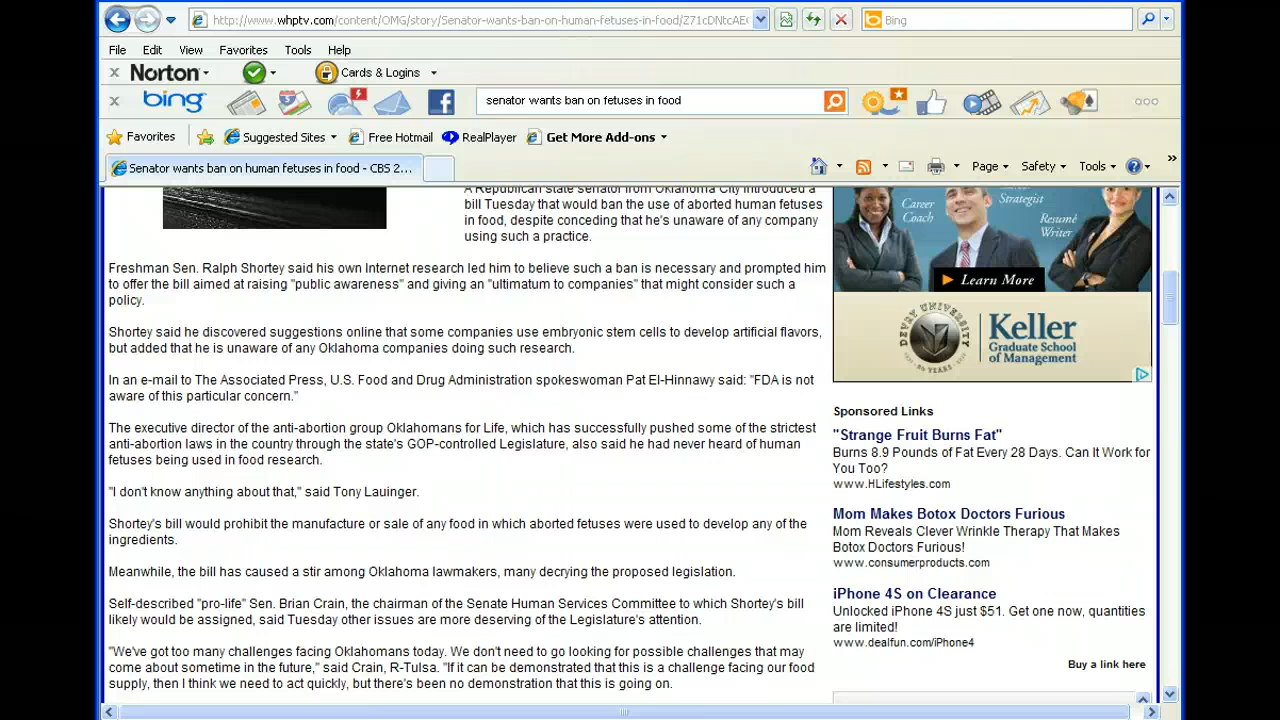 http://www.whptv.com/content/OMG/story/Senator-wants-ban-on-human-fetuses-in-food/Z71cDNtcAE
Bing
File Edit View Favorites Tools Help
Norton
Cards & Logins
bing
senator wants ban on fetuses in food
Favorites
Suggested Sites
Free Hotmail
RealPlayer
Get More Add-ons
Senator wants ban on human fetuses in food - CBS 2...
Page
Safety
Tools
A Republican state senator from Oklahoma City introduced a
bill Tuesday that would ban the use of aborted human fetuses
in food, despite conceding that he's unaware of any company
using such a practice.
Freshman Sen. Ralph Shortey said his own Internet research led him to believe such a ban is necessary and prompted him
to offer the bill aimed at raising "public awareness" and giving an "ultimatum to companies" that might consider such a
policy.
Shortey said he discovered suggestions online that some companies use embryonic stem cells to develop artificial flavors,
but added that he is unaware of any Oklahoma companies doing such research.
In an e-mail to The Associated Press, U.S. Food and Drug Administration spokeswoman Pat El-Hinnawy said: "FDA is not
aware of this particular concern."
The executive director of the anti-abortion group Oklahomans for Life, which has successfully pushed some of the strictest
anti-abortion laws in the country through the state's GOP-controlled Legislature, also said he had never heard of human
fetuses being used in food research.
"I don't know anything about that," said Tony Lauinger.
Shortey's bill would prohibit the manufacture or sale of any food in which aborted fetuses were used to develop any of the
ingredients.
Meanwhile, the bill has caused a stir among Oklahoma lawmakers, many decrying the proposed legislation.
Self-described "pro-life" Sen. Brian Crain, the chairman of the Senate Human Services Committee to which Shortey's bill
likely would be assigned, said Tuesday other issues are more deserving of the Legislature's attention.
"We've got too many challenges facing Oklahomans today. We don't need to go looking for possible challenges that may
come about sometime in the future," said Crain, R-Tulsa. "If it can be demonstrated that this is a challenge facing our food
supply, then I think we need to act quickly, but there's been no demonstration that this is going on.
Strategist
Career
Coach
Resumé
Writer
Learn More
DEVRY UNIVERSITY
Keller
Graduate School
of Management
Sponsored Links
"Strange Fruit Burns Fat"
Burns 8.9 Pounds of Fat Every 28 Days. Can It Work for
You Too?
www.HLifestyles.com
Mom Makes Botox Doctors Furious
Mom Reveals Clever Wrinkle Therapy That Makes
Botox Doctors Furious!
www.consumerproducts.com
iPhone 4S on Clearance
Unlocked iPhone 4S just $51. Get one now, quantities
are limited!
www.dealfun.com/iPhone4
Buy a link here